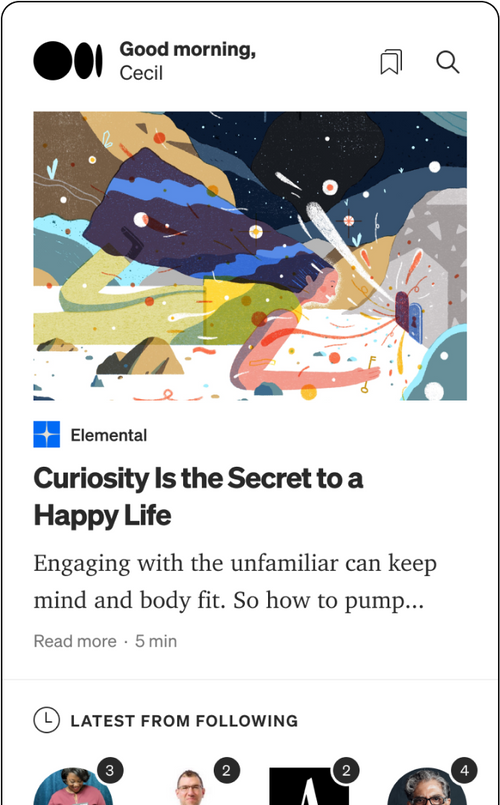 Good morning,
Cecil
Elemental
Curiosity Is the Secret to a
Happy Life
Engaging with the unfamiliar can keep
mind and body fit. So how to pump...
Read more · 5 min
LATEST FROM FOLLOWING
3 2 2 4